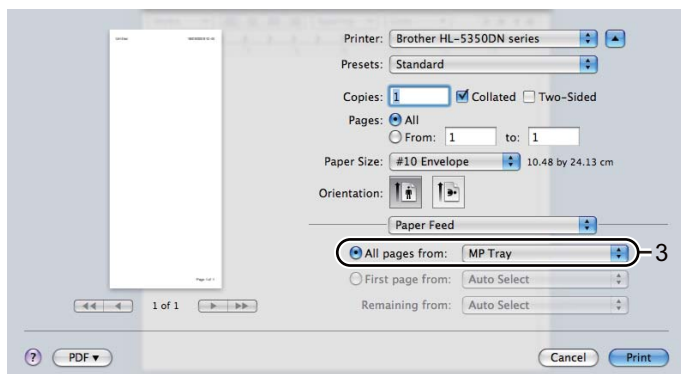 Printer: Brother HL-5350DN series
Presets: Standard
Copies: 1 Collated Two-Sided
Pages: All
From: 1 to: 1
Paper Size: #10 Envelope 10.48 by 24.13 cm
Orientation:
Paper Feed
All pages from: MP Tray 3
First page from: Auto Select
Remaining from: Auto Select
Page 1 of 1
1 of 1
? PDF▼ Cancel Print